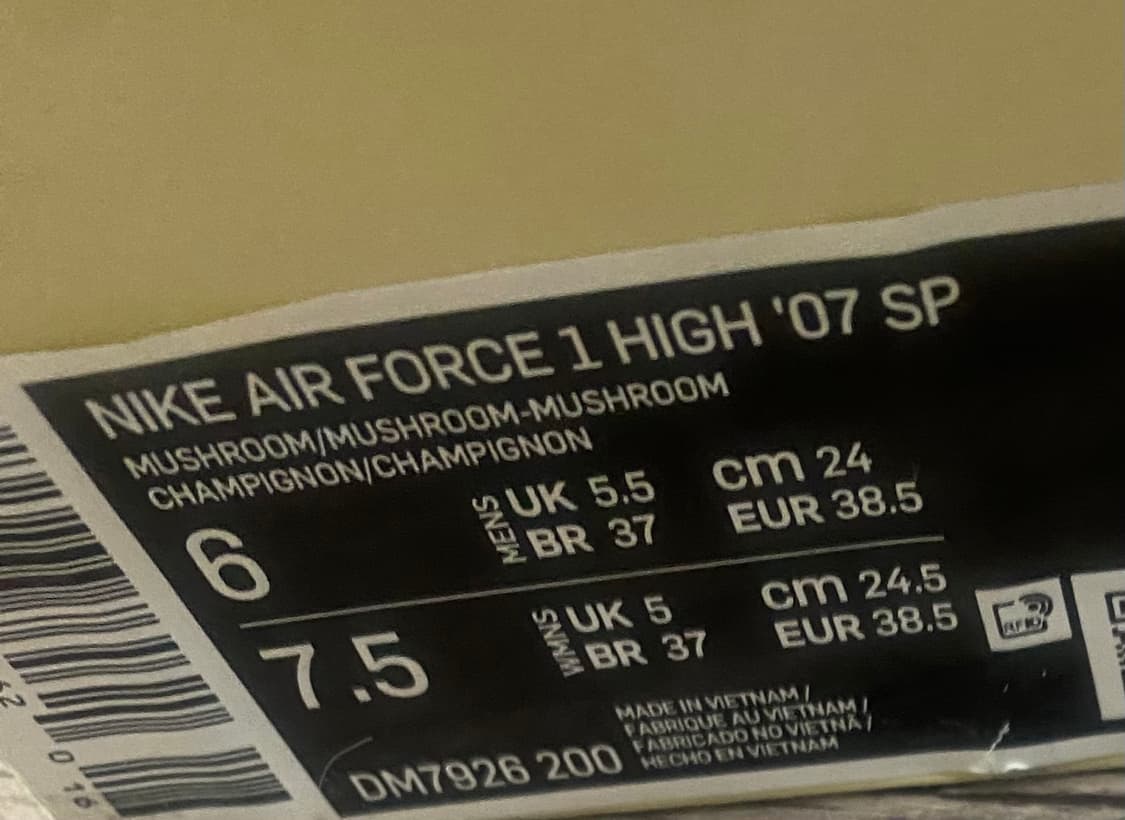 NIKE AIR FORCE 1 HIGH '07 SP
MUSHROOM/MUSHROOM-MUSHROOM
CHAMPIGNON/CHAMPIGNON
6
MENS
UK 5.5
BR 37
cm 24
EUR 38.5
7.5
WMNS
UK 5
BR 37
cm 24.5
EUR 38.5
RFID
MADE IN VIETNAM /
FABRIQUE AU VIETNAM /
FABRICADO NO VIETNÃ /
HECHO EN VIETNAM
DM7926 200